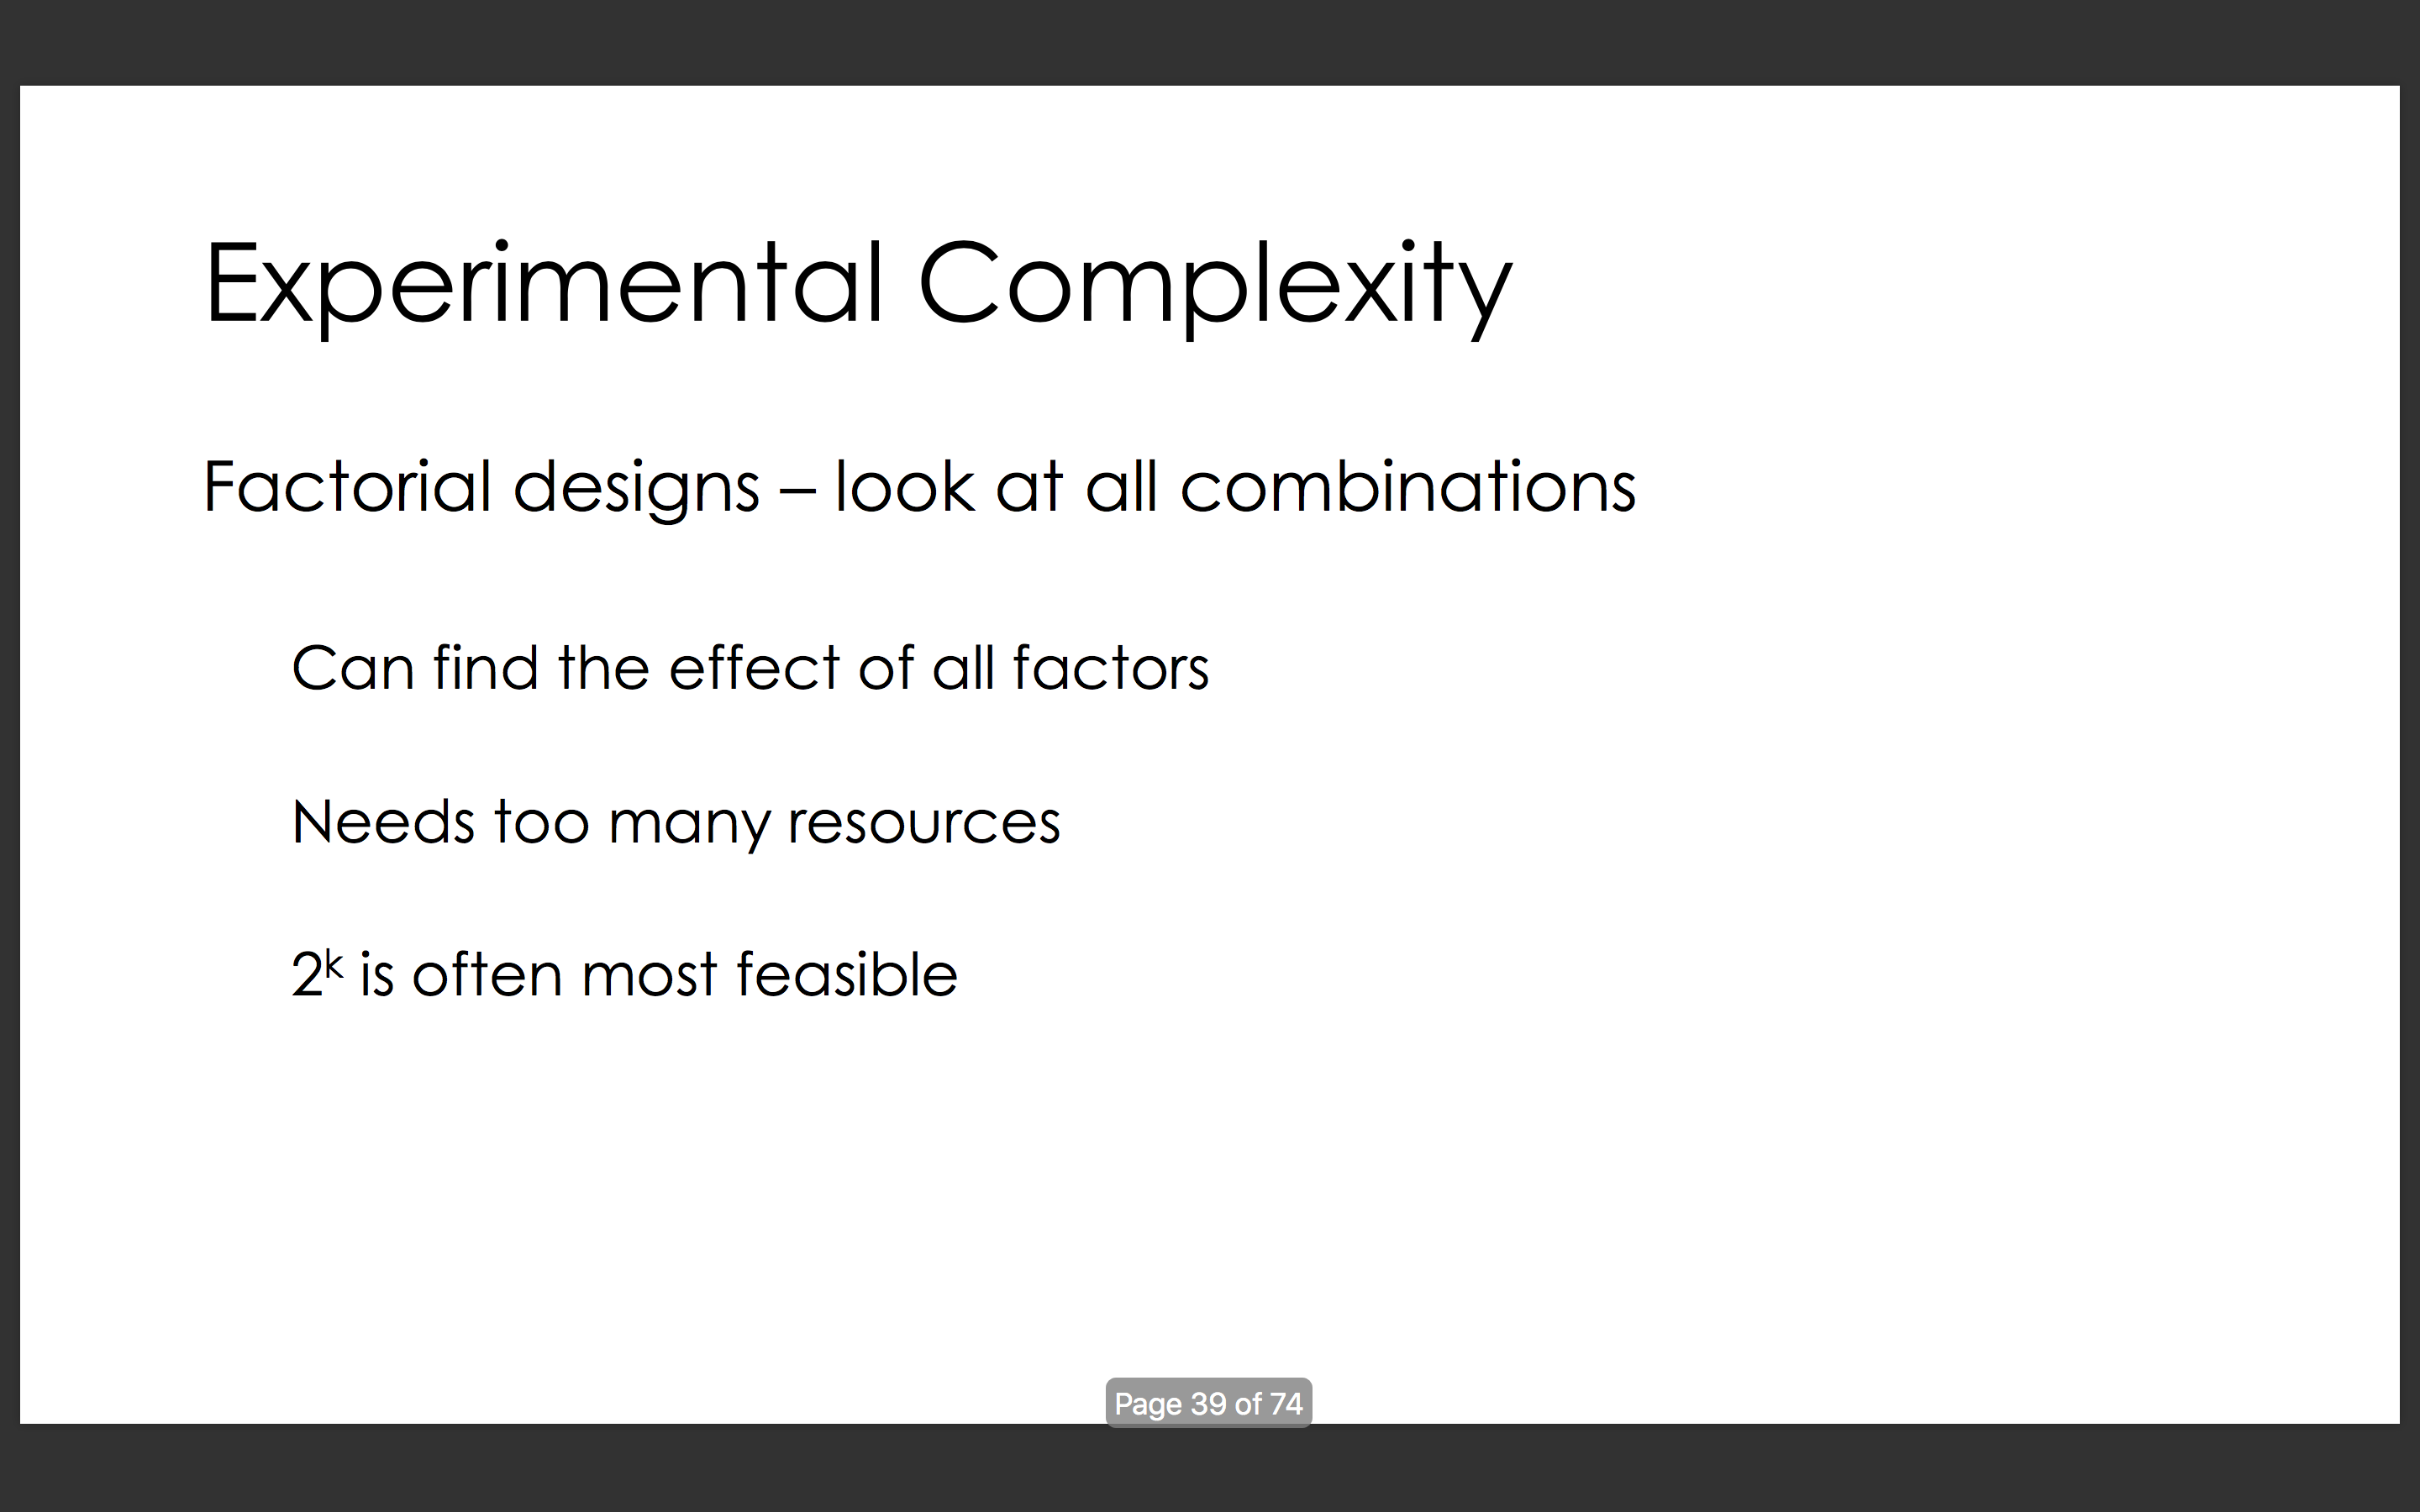 Experimental Complexity
Factorial designs – look at all combinations
Can find the effect of all factors
Needs too many resources
2ᵏ is often most feasible
Page 39 of 74